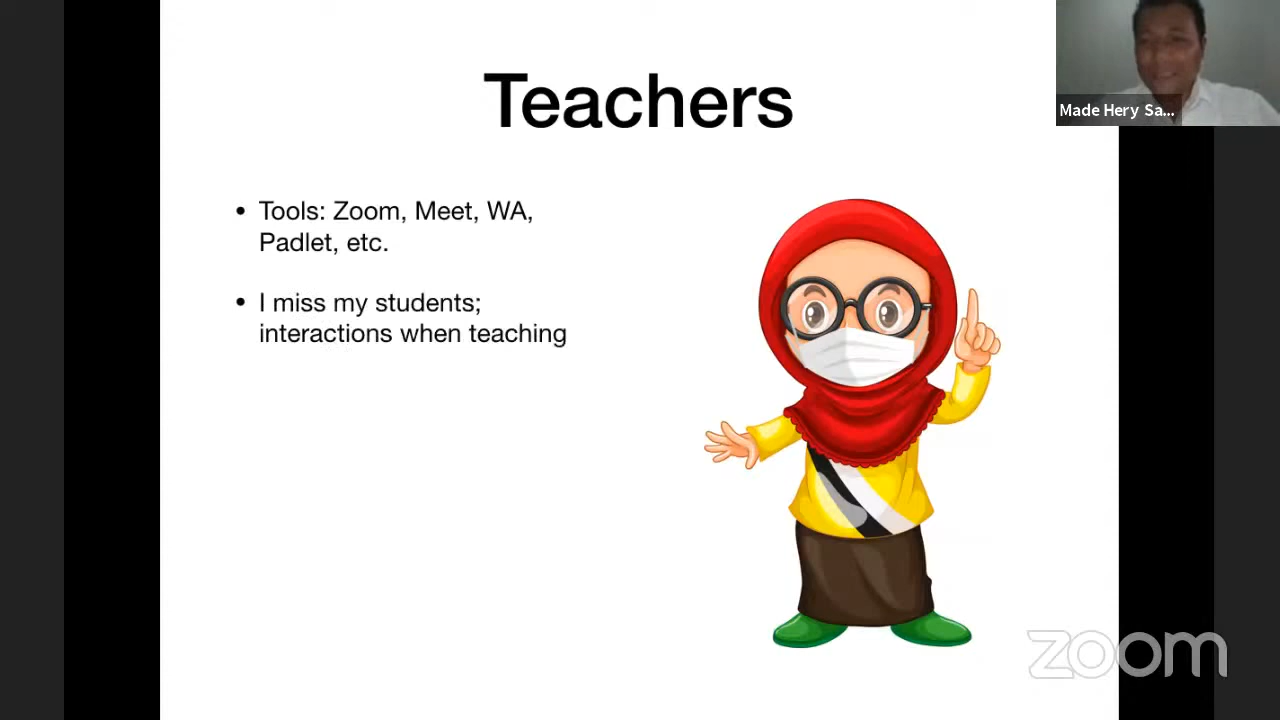 Teachers
Made Hery Sa...
• Tools: Zoom, Meet, WA,
Padlet, etc.
• I miss my students;
interactions when teaching
zoom